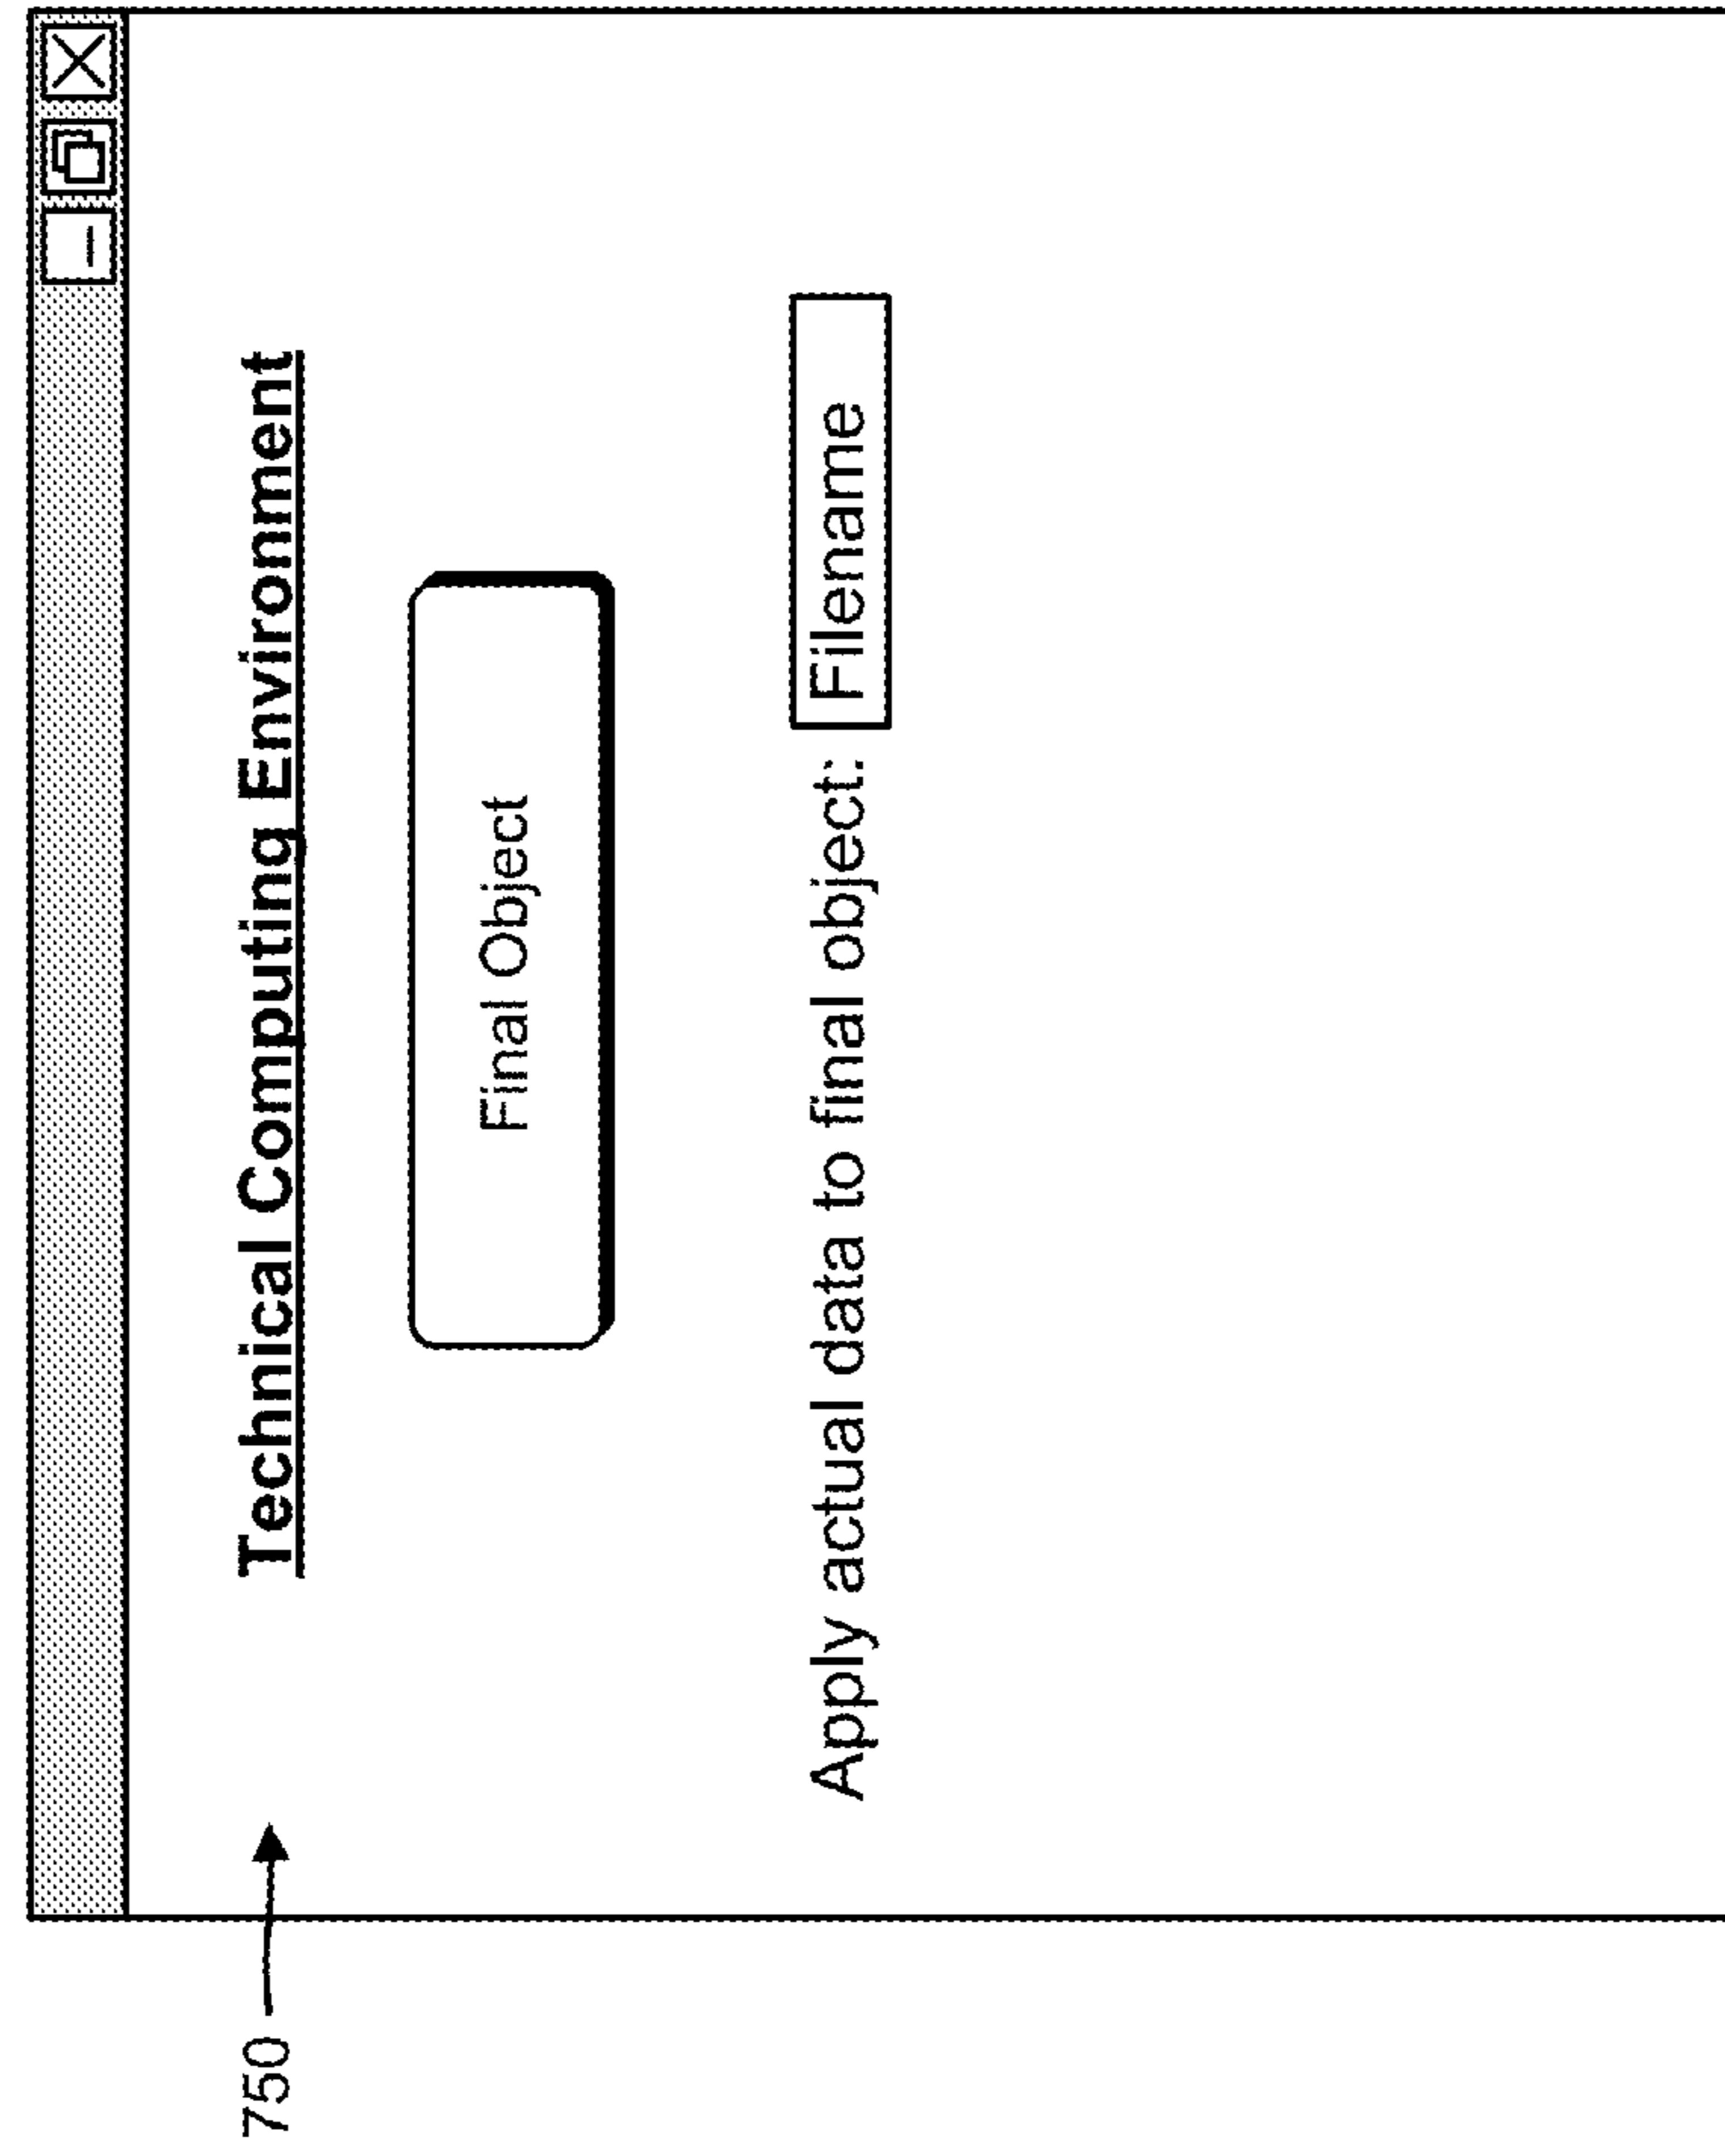 750
Technical Computing Environment
Final Object
Apply actual data to final object: Filename